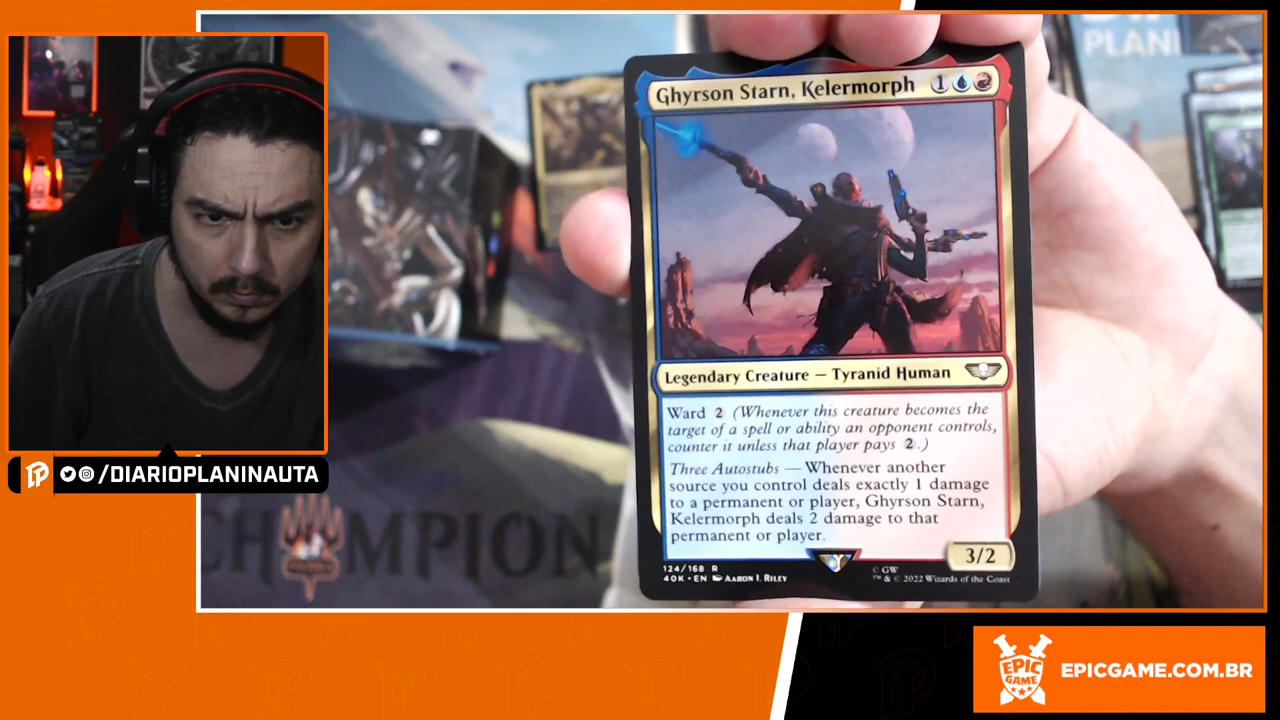 PLANI
Ghyrson Starn, Kelermorph 1
Legendary Creature — Tyranid Human
Ward 2 (Whenever this creature becomes the
target of a spell or ability an opponent controls,
counter it unless that player pays 2.)
Three Autostubs — Whenever another
source you control deals exactly 1 damage
to a permanent or player, Ghyrson Starn,
Kelermorph deals 2 damage to that
permanent or player.
3/2
124/168 R
40K • EN Aaron J. Riley
© GW
™ & © 2022 Wizards of the Coast
/DIARIOPLANINAUTA
CHAMPION
EPIC
GAME
EPICGAME.COM.BR